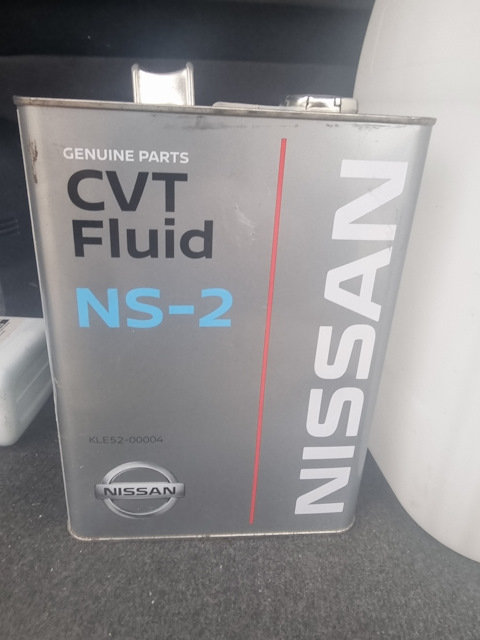 GENUINE PARTS
CVT
Fluid
NS-2
KLE52-00004
NISSAN
NISSAN